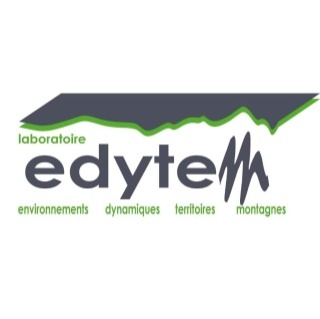 laboratoire
edytem
environnements dynamiques territoires montagnes